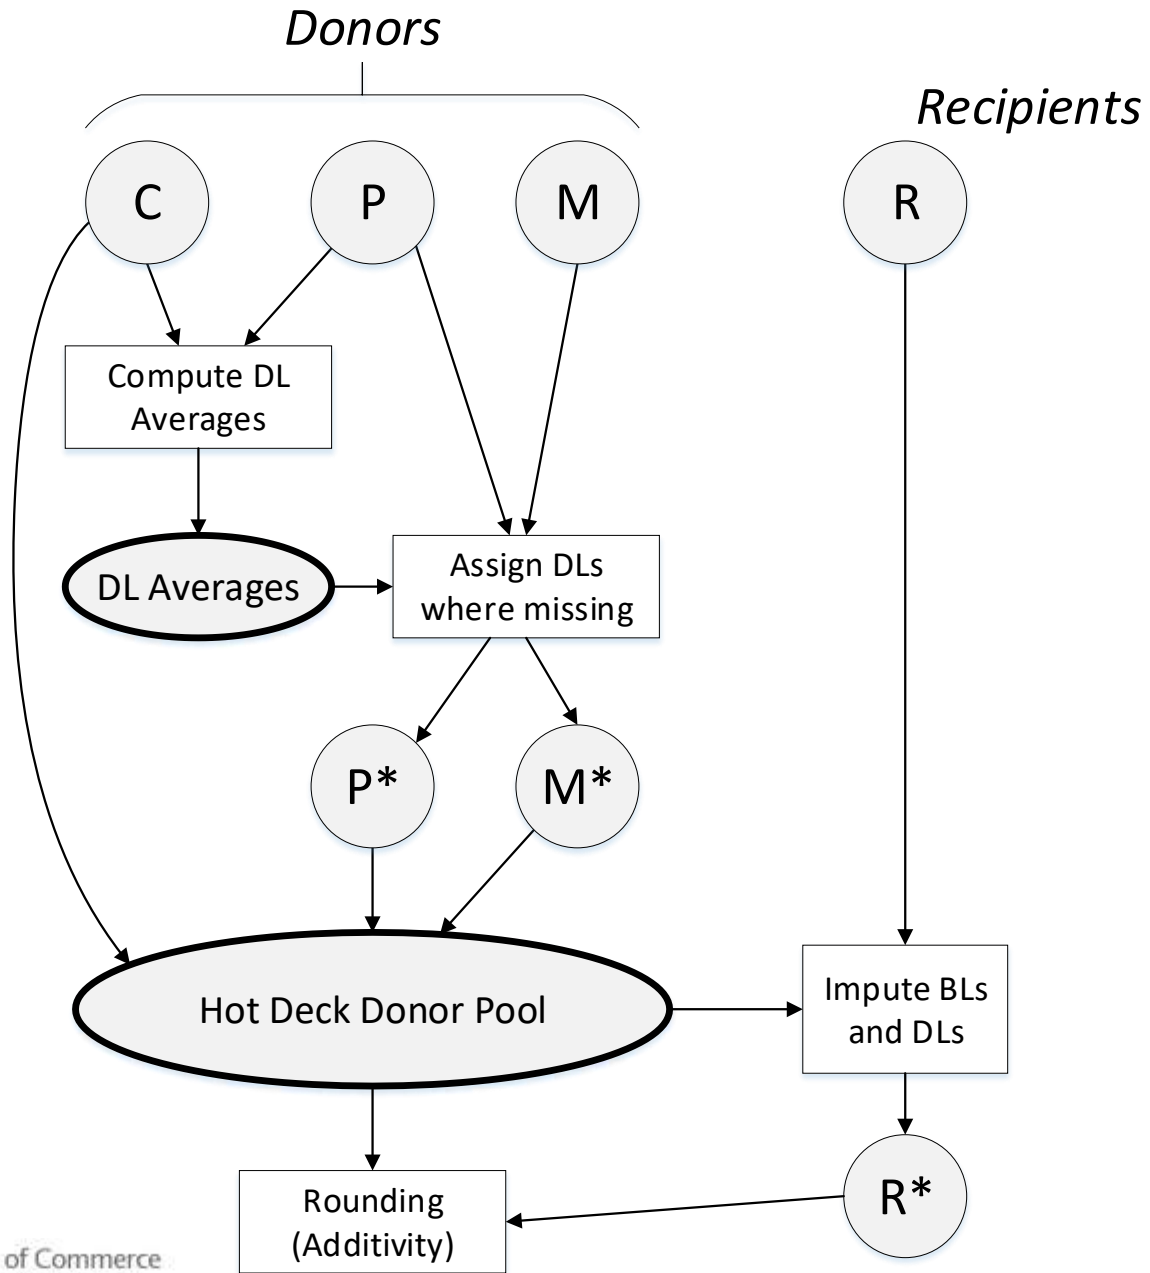 Donors
Recipients
C
P
M
R
Compute DL
Averages
DL Averages
Assign DLs
where missing
P*
M*
Hot Deck Donor Pool
Impute BLs
and DLs
Rounding
(Additivity)
R*
of Commerce